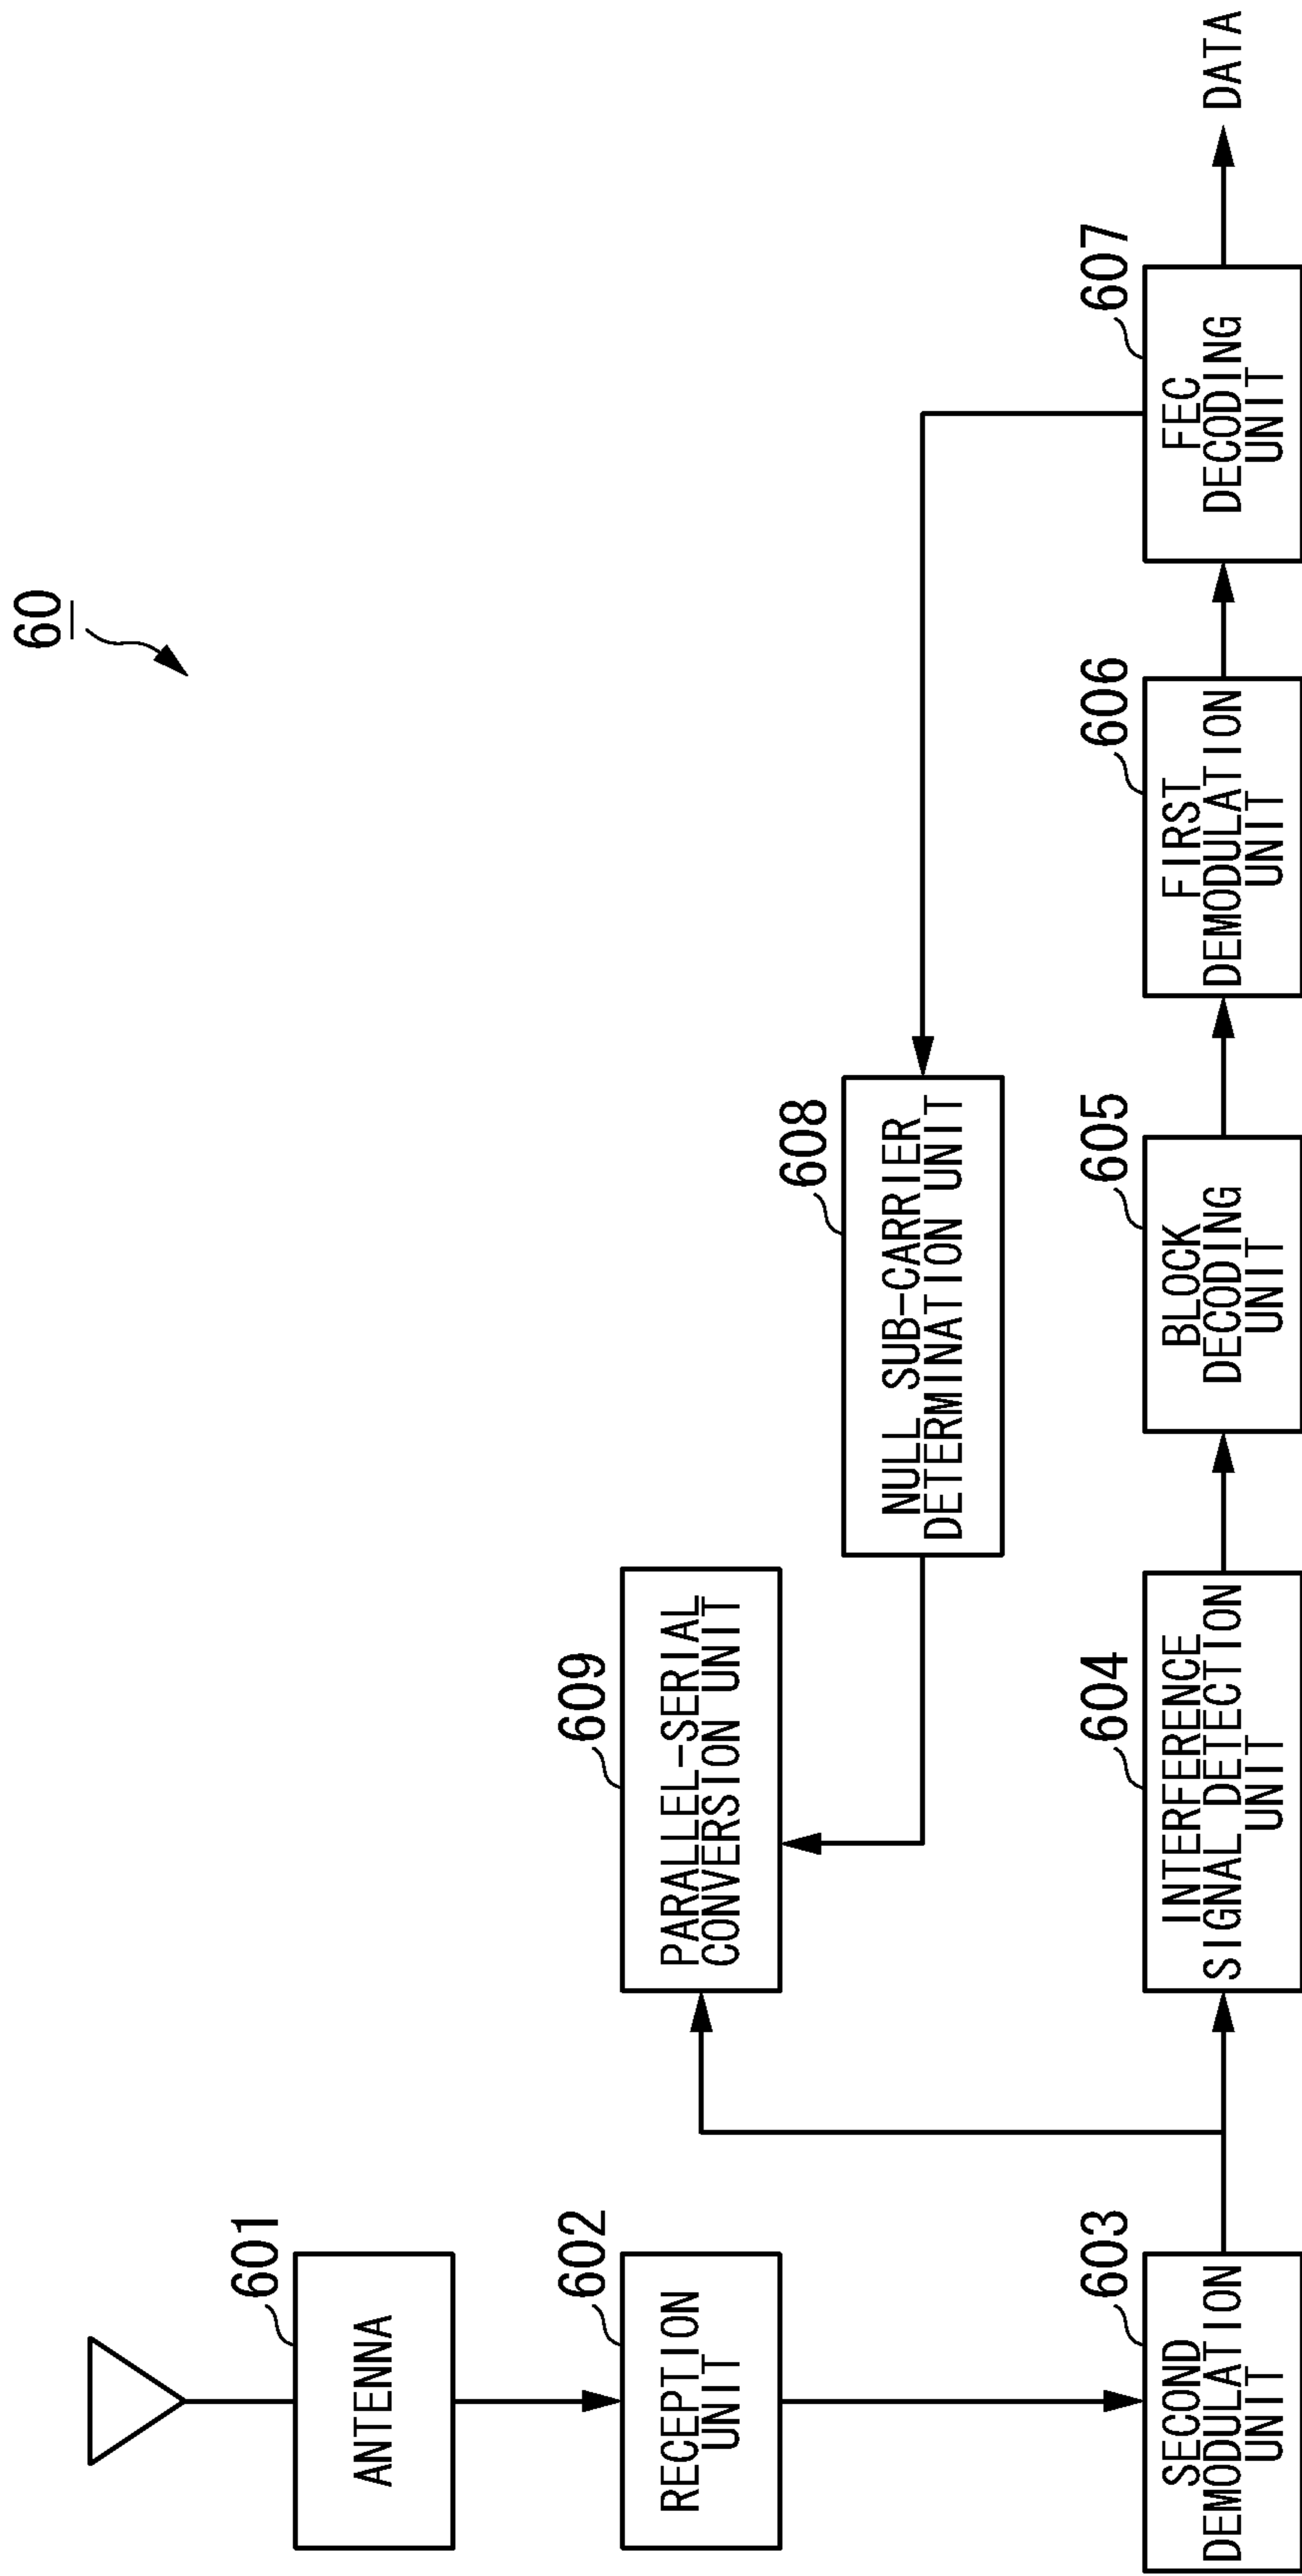 60
601
ANTENNA
602
RECEPTION
UNIT
603
SECOND
DEMODULATION
UNIT
609
PARALLEL-SERIAL
CONVERSION UNIT
608
NULL SUB-CARRIER
DETERMINATION UNIT
604
INTERFERENCE
SIGNAL DETECTION
UNIT
605
BLOCK
DECODING
UNIT
606
FIRST
DEMODULATION
UNIT
607
FEC
DECODING
UNIT
DATA